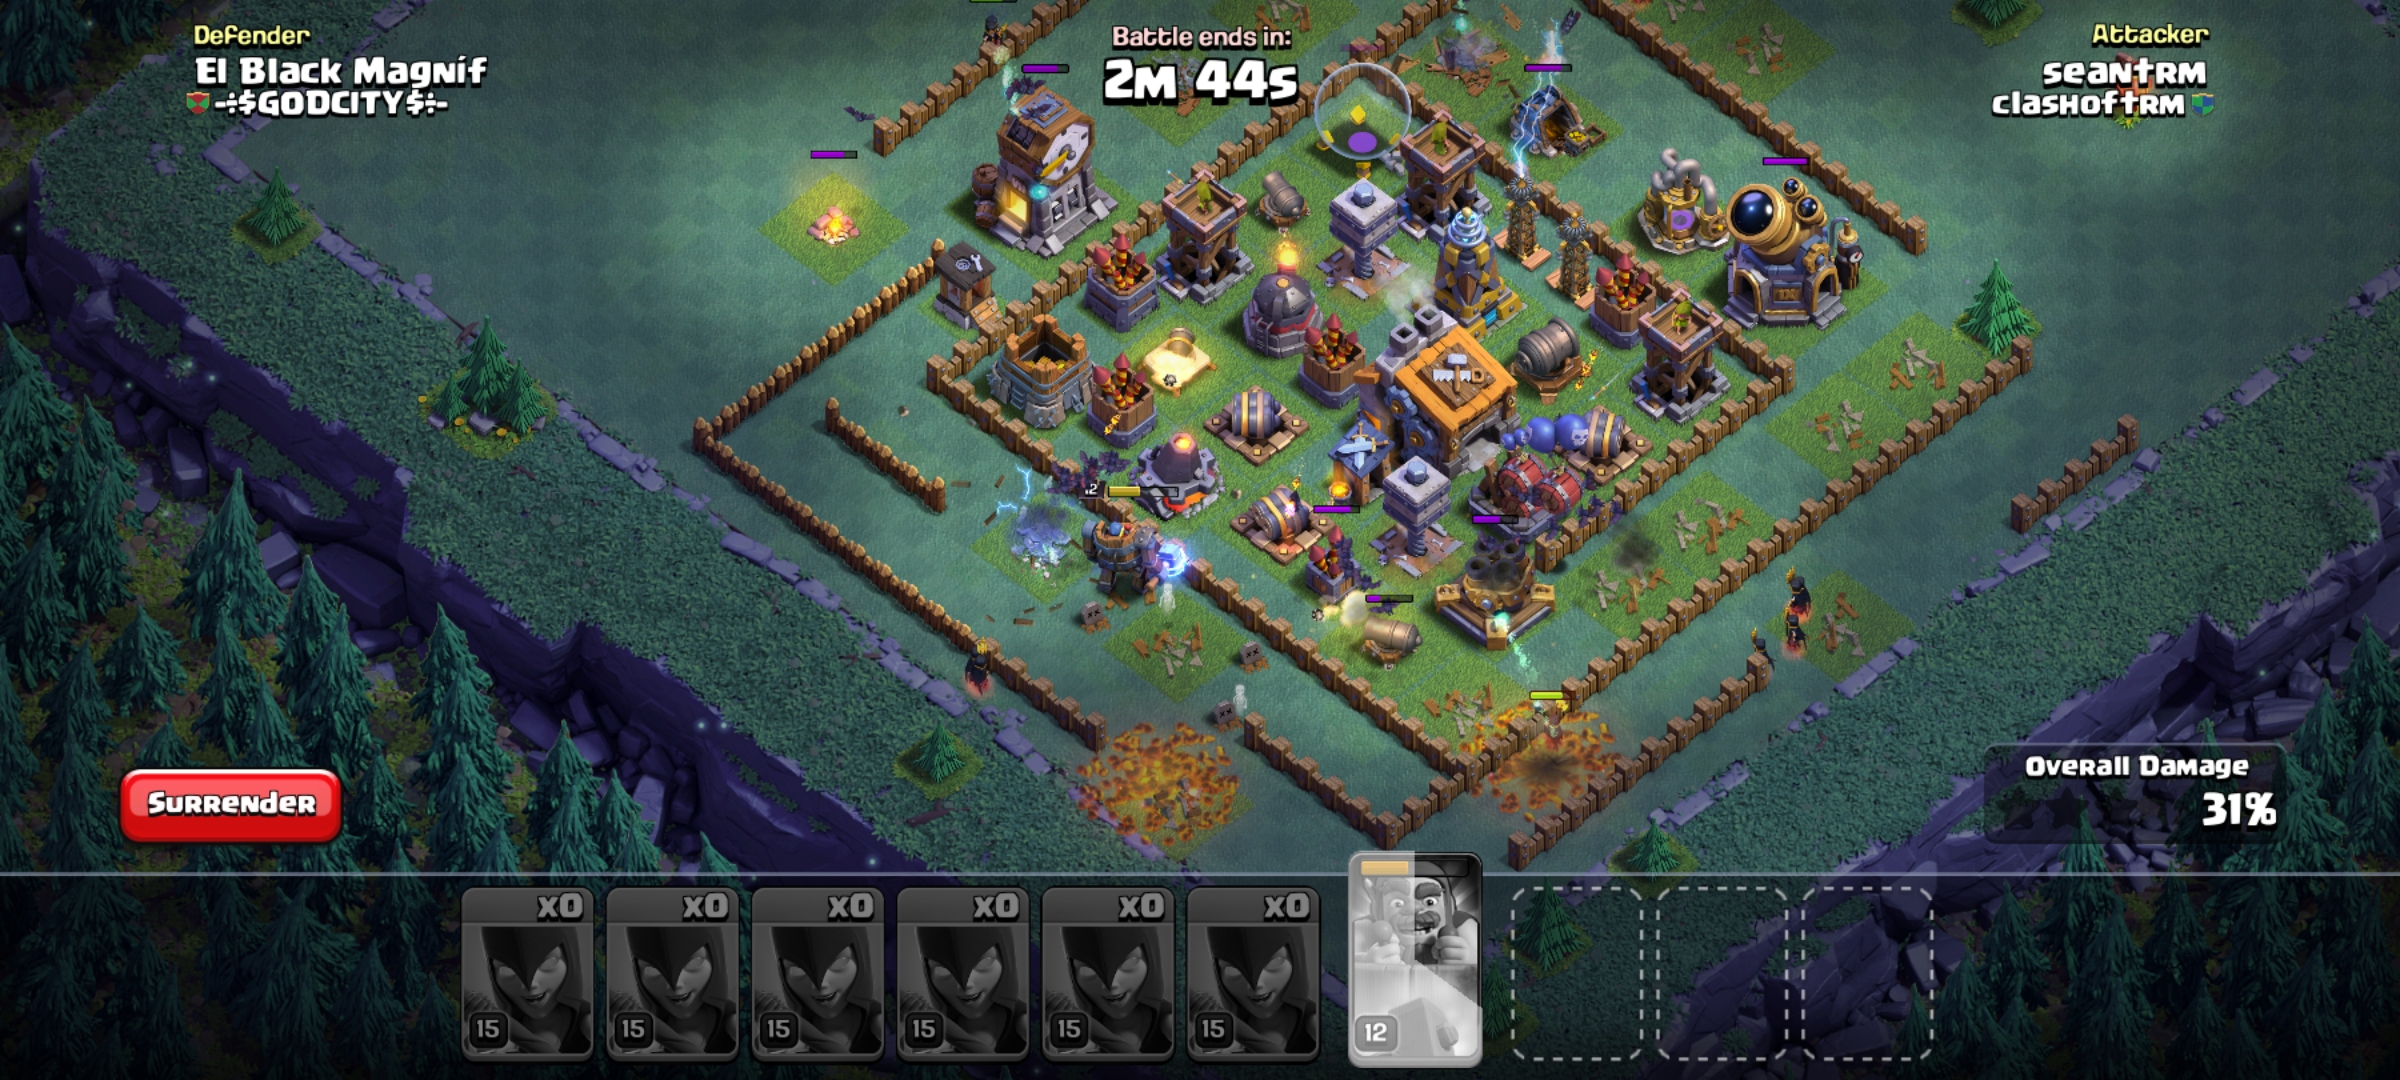 Defender
El Black Magnif
-÷$GODCITY$÷-
Battle ends in:
2M 44s
Attacker
seantRM
clashoftRM
12
Surrender
Overall Damage
31%
x0
x0
x0
x0
x0
x0
15
15
15
15
15
15
12